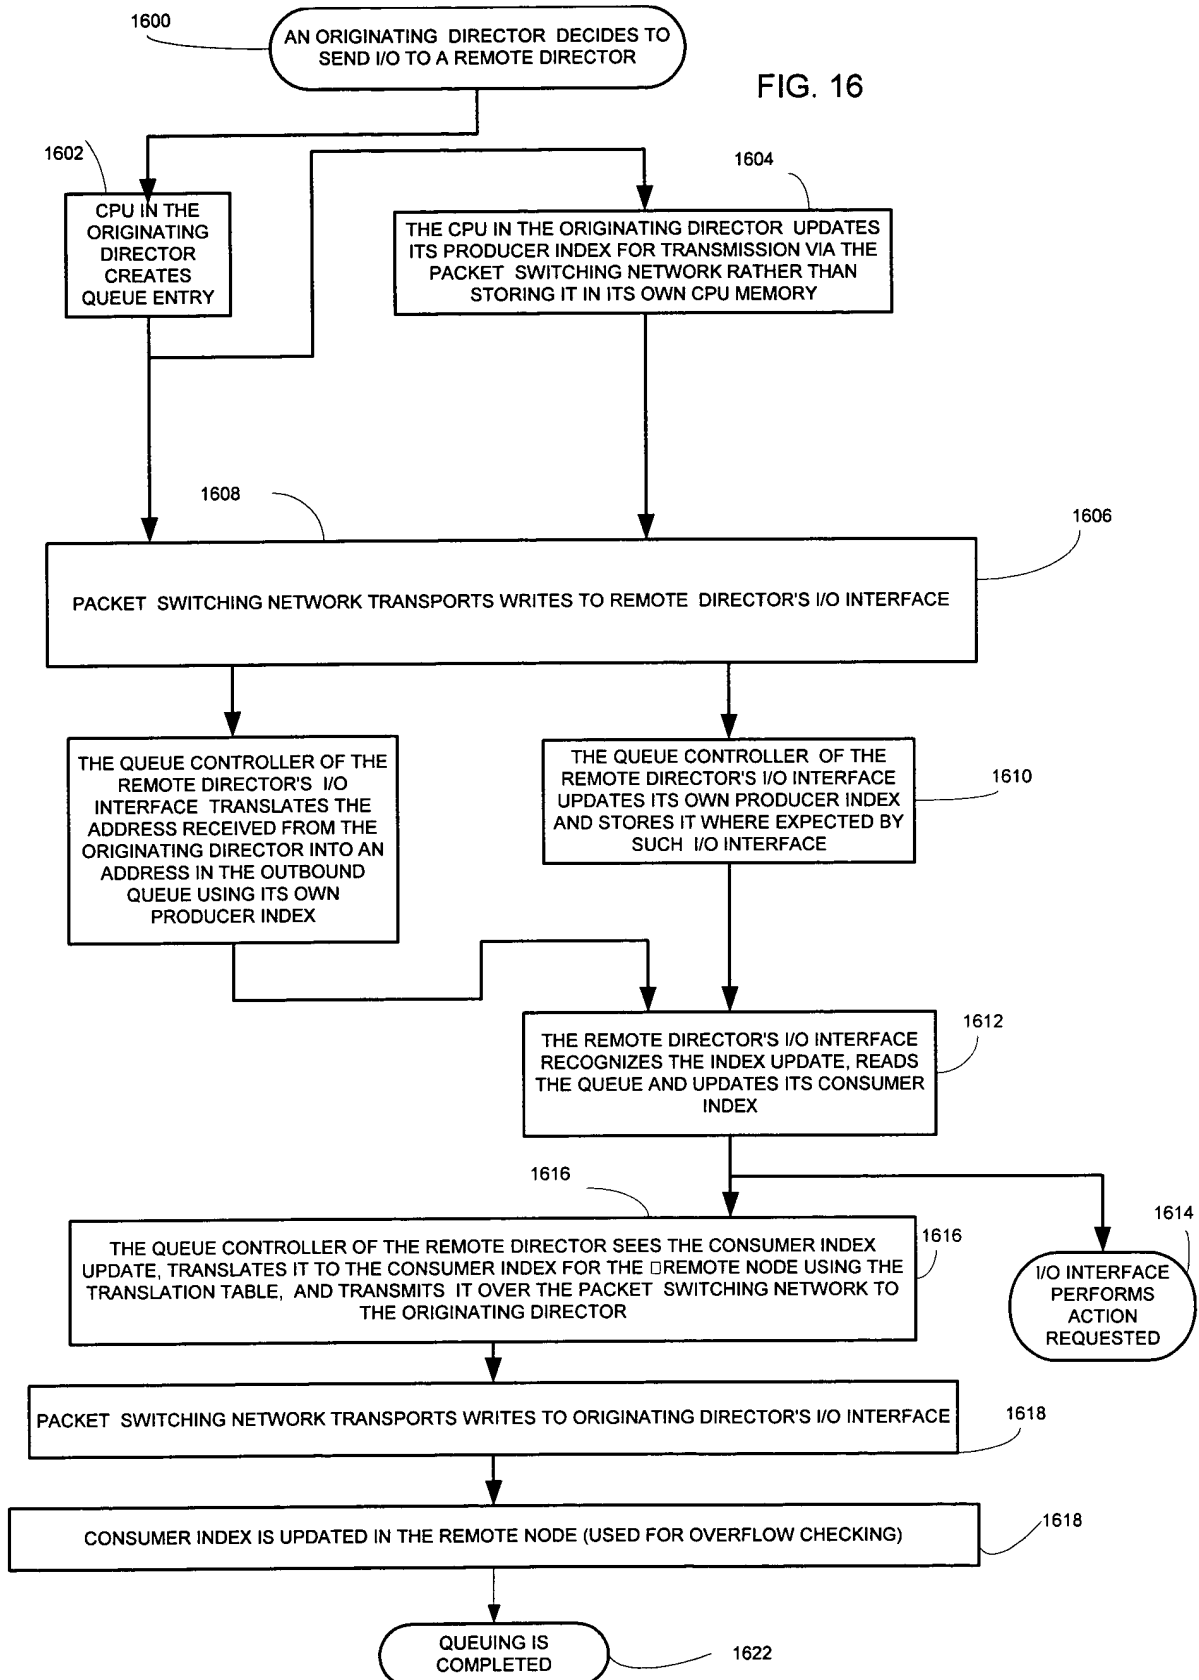 1600
AN ORIGINATING DIRECTOR DECIDES TO
SEND I/O TO A REMOTE DIRECTOR
FIG. 16
1602
1604
CPU IN THE
ORIGINATING
DIRECTOR
CREATES
QUEUE ENTRY
THE CPU IN THE ORIGINATING DIRECTOR UPDATES
ITS PRODUCER INDEX FOR TRANSMISSION VIA THE
PACKET SWITCHING NETWORK RATHER THAN
STORING IT IN ITS OWN CPU MEMORY
1608
1606
PACKET SWITCHING NETWORK TRANSPORTS WRITES TO REMOTE DIRECTOR'S I/O INTERFACE
THE QUEUE CONTROLLER OF THE
REMOTE DIRECTOR'S I/O
INTERFACE TRANSLATES THE
ADDRESS RECEIVED FROM THE
ORIGINATING DIRECTOR INTO AN
ADDRESS IN THE OUTBOUND
QUEUE USING ITS OWN
PRODUCER INDEX
THE QUEUE CONTROLLER OF THE
REMOTE DIRECTOR'S I/O INTERFACE
UPDATES ITS OWN PRODUCER INDEX
AND STORES IT WHERE EXPECTED BY
SUCH I/O INTERFACE
1610
THE REMOTE DIRECTOR'S I/O INTERFACE
RECOGNIZES THE INDEX UPDATE, READS
THE QUEUE AND UPDATES ITS CONSUMER
INDEX
1612
1616
THE QUEUE CONTROLLER OF THE REMOTE DIRECTOR SEES THE CONSUMER INDEX
UPDATE, TRANSLATES IT TO THE CONSUMER INDEX FOR THE □REMOTE NODE USING THE
TRANSLATION TABLE, AND TRANSMITS IT OVER THE PACKET SWITCHING NETWORK TO
THE ORIGINATING DIRECTOR
1616
1614
I/O INTERFACE
PERFORMS
ACTION
REQUESTED
PACKET SWITCHING NETWORK TRANSPORTS WRITES TO ORIGINATING DIRECTOR'S I/O INTERFACE
1618
CONSUMER INDEX IS UPDATED IN THE REMOTE NODE (USED FOR OVERFLOW CHECKING)
1618
QUEUING IS
COMPLETED
1622